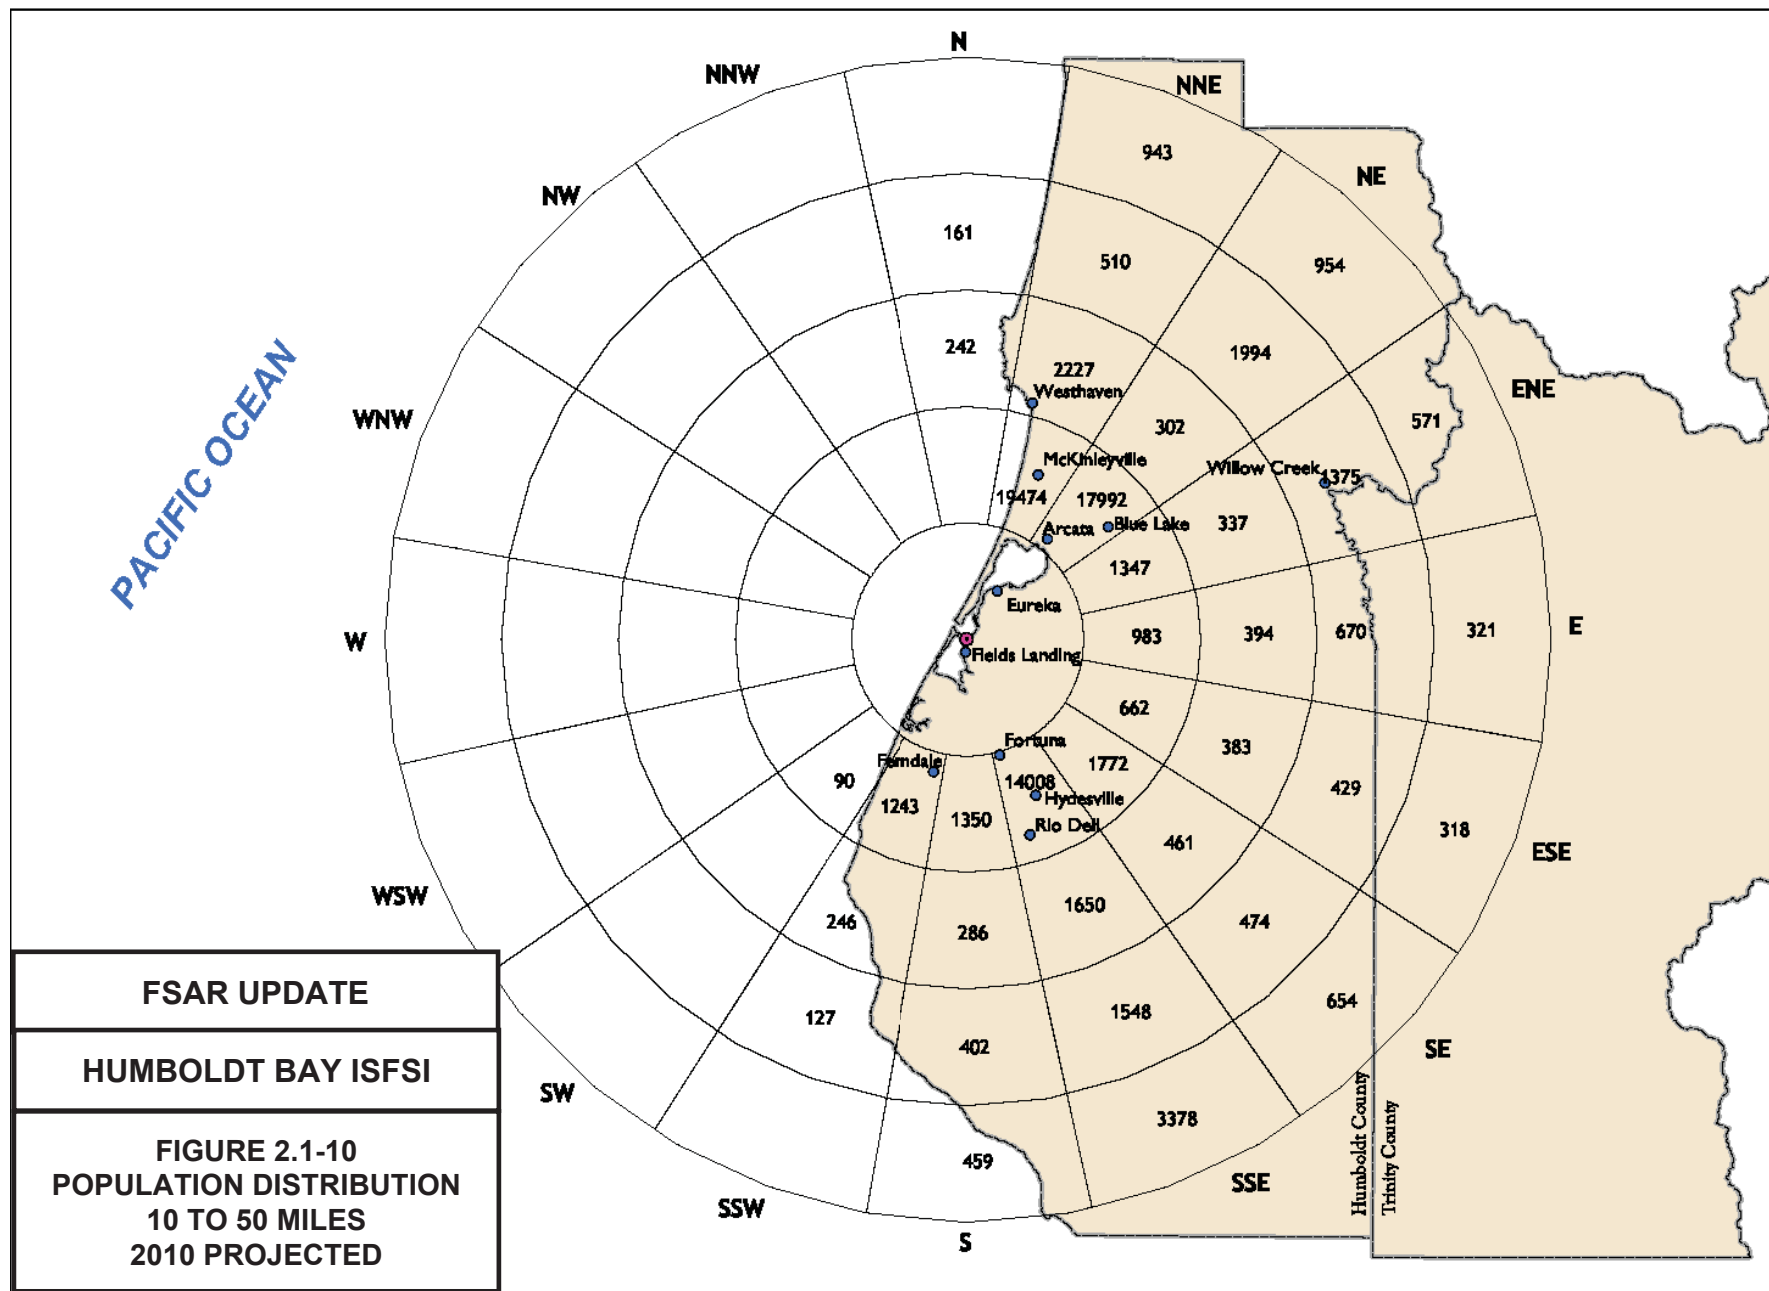 N
NNW
NNE
943
NE
NW
161
510
954
242
1994
2227
Westhaven
ENE
PACIFIC OCEAN
WNW
302
571
McKinleyville
Willow Creek
1375
19474
17992
Arcata
Blue Lake
337
1347
Eureka
W
983
394
670
321
E
Fields Landing
662
Fortuna
383
Ferndale
90
1772
14008
Hydesville
429
1243
1350
Rio Dell
318
461
ESE
WSW
246
286
1650
474
654
127
1548
402
SE
SW
3378
459
Humboldt County
Trinity County
SSE
SSW
S
FSAR UPDATE
HUMBOLDT BAY ISFSI
FIGURE 2.1-10
POPULATION DISTRIBUTION
10 TO 50 MILES
2010 PROJECTED